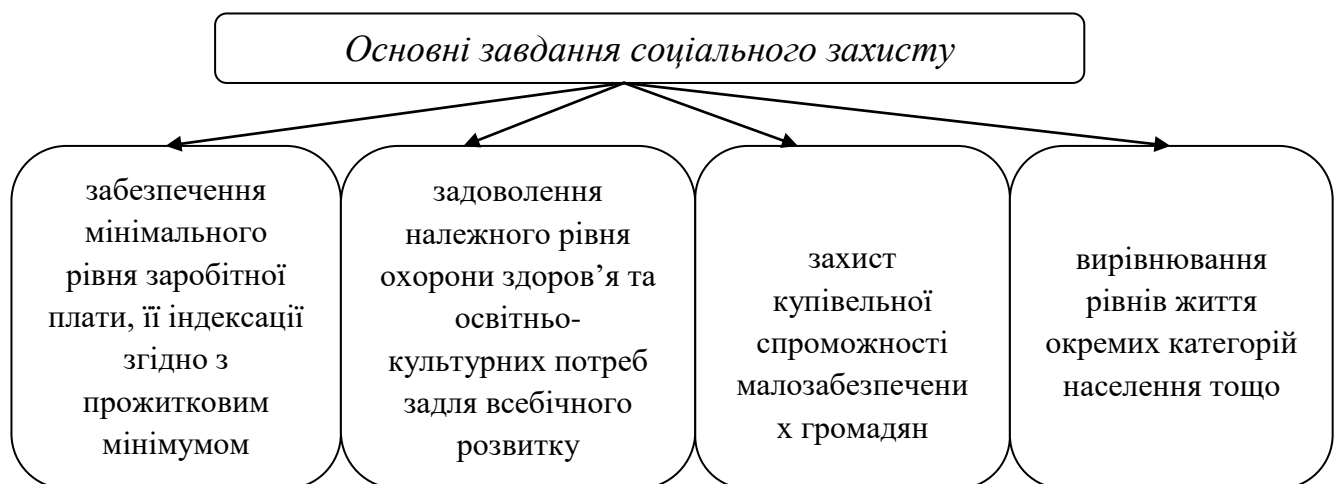 Основні завдання соціального захисту
забезпечення
мінімального
рівня заробітної
плати, її індексації
згідно з
прожитковим
мінімумом
задоволення
належного рівня
охорони здоров’я та
освітньо-
культурних потреб
задля всебічного
розвитку
захист
купівельної
спроможності
малозабезпечени
х громадян
вирівнювання
рівнів життя
окремих категорій
населення тощо